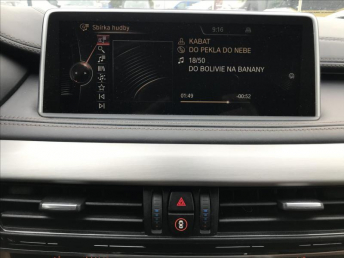 Sbírka hudby
9:16
KABAT
DO PEKLA DO NEBE
18/50
DO BOLIVIE NA BANANY
01:49
-00:52